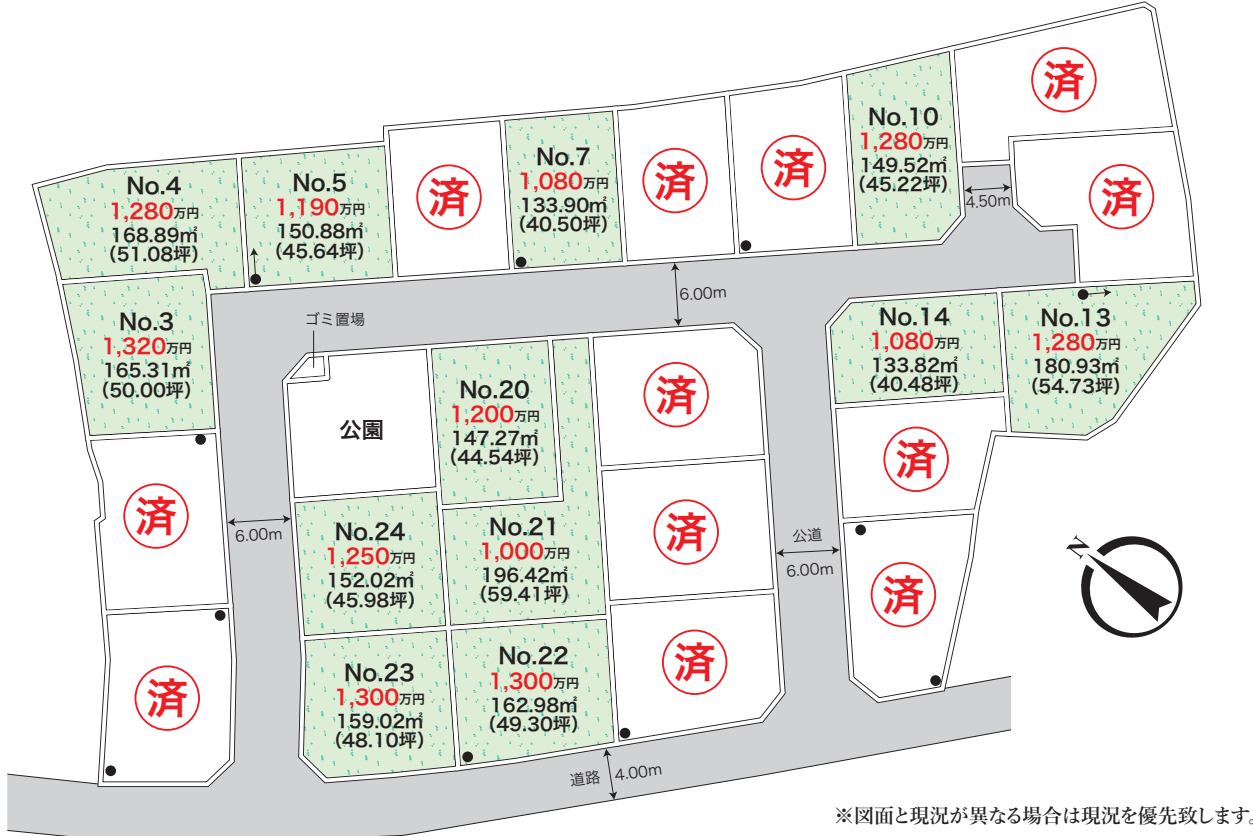 済
No.10
1,280万円
149.52㎡
(45.22坪)
済
済
No.7
1,080万円
133.90㎡
(40.50坪)
済
済
No.5
1,190万円
150.88㎡
(45.64坪)
No.4
1,280万円
168.89㎡
(51.08坪)
4.50m
6.00m
No.3
1,320万円
165.31㎡
(50.00坪)
ゴミ置場
No.14
1,080万円
133.82㎡
(40.48坪)
No.13
1,280万円
180.93㎡
(54.73坪)
公園
No.20
1,200万円
147.27㎡
(44.54坪)
済
済
済
6.00m
No.24
1,250万円
152.02㎡
(45.98坪)
No.21
1,000万円
196.42㎡
(59.41坪)
済
公道
6.00m
済
N
済
No.23
1,300万円
159.02㎡
(48.10坪)
No.22
1,300万円
162.98㎡
(49.30坪)
済
道路 4.00m
※図面と現況が異なる場合は現況を優先致します。